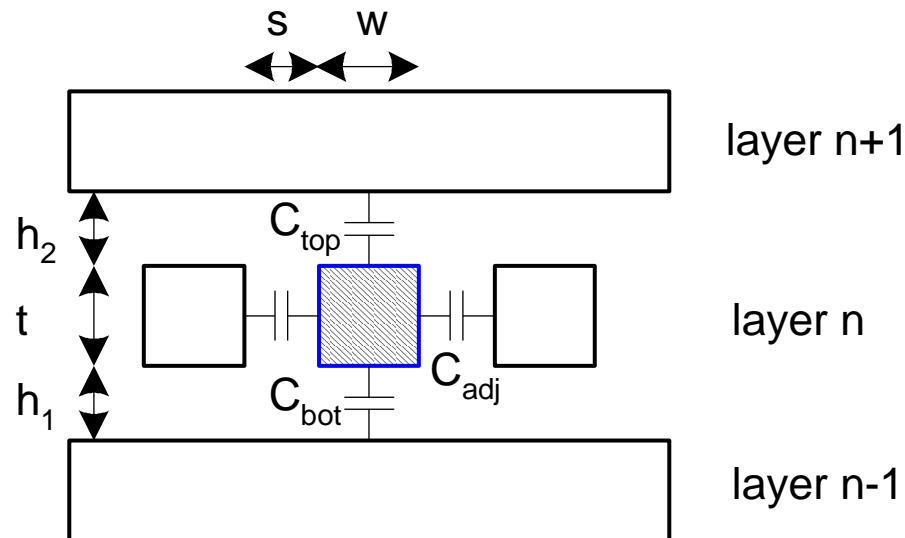 s w
layer n+1
h2
Ctop
t
layer n
Cadj
h1
Cbot
layer n-1